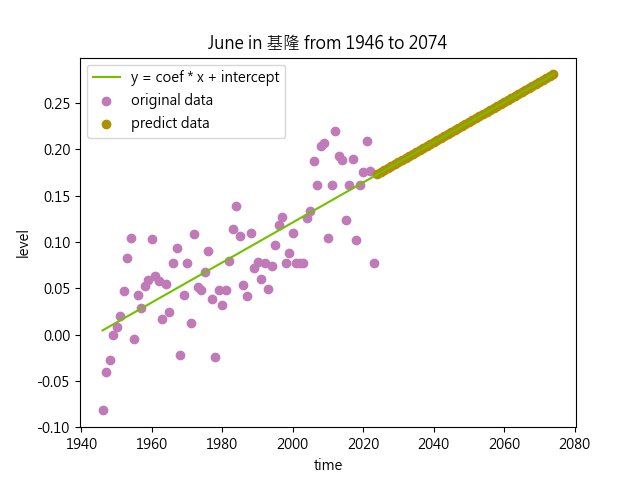 June in 基隆 from 1946 to 2074
y = coef * x + intercept
original data
predict data
level
0.25
0.20
0.15
0.10
0.05
0.00
-0.05
-0.10
1940 1960 1980 2000 2020 2040 2060 2080
time